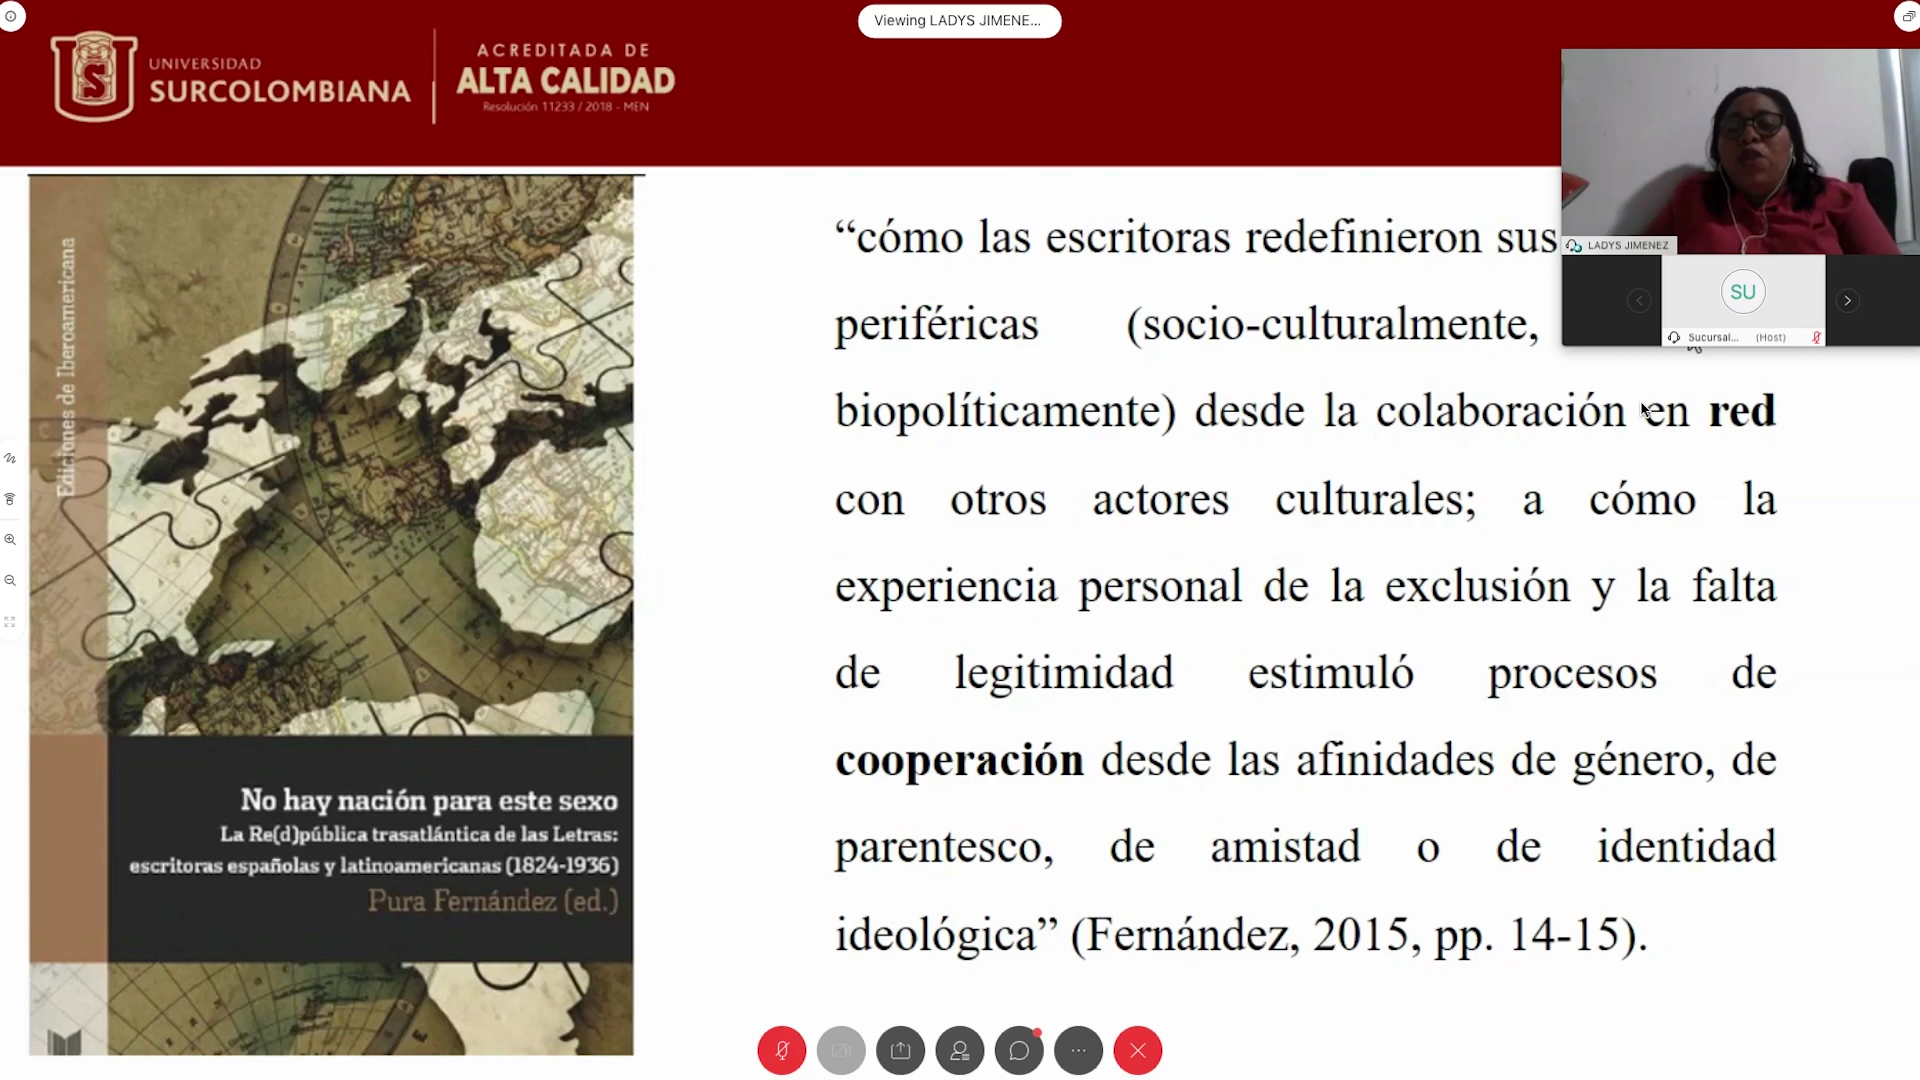 Viewing LADYS JIMENE...
UNIVERSIDAD
SURCOLOMBIANA
ACREDITADA DE
ALTA CALIDAD
Resolución 11233 / 2018 - MEN
LADYS JIMENEZ
SU
Sucursal... (Host)
Ediciones de Iberoamericana
No hay nación para este sexo
La Re(d)pública trasatlántica de las Letras:
escritoras españolas y latinoamericanas (1824-1936)
Pura Fernández (ed.)
“cómo las escritoras redefinieron sus
periféricas (socio-culturalmente,
biopolíticamente) desde la colaboración en red
con otros actores culturales; a cómo la
experiencia personal de la exclusión y la falta
de legitimidad estimuló procesos de
cooperación desde las afinidades de género, de
parentesco, de amistad o de identidad
ideológica” (Fernández, 2015, pp. 14-15).